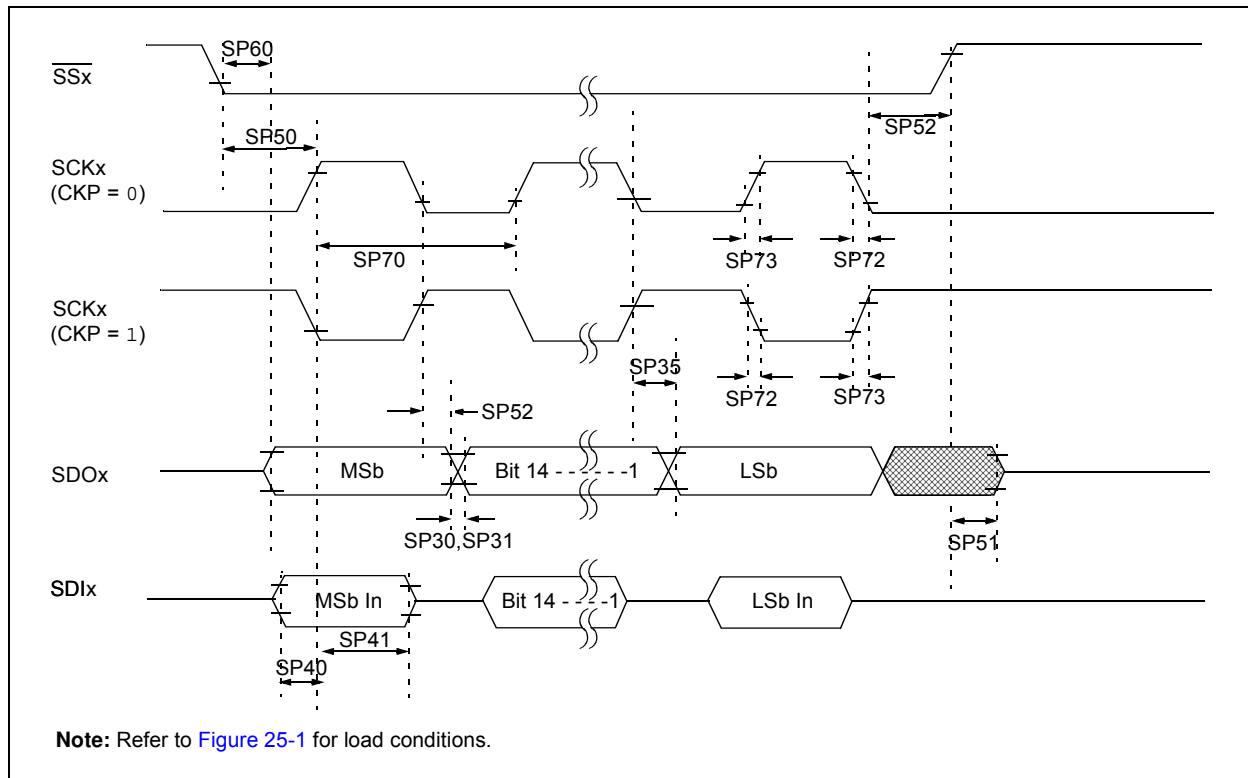 SP60
SSx
SP52
SP50
SCKx
(CKP = 0)
SP70
SP73
SP72
SCKx
(CKP = 1)
SP35
SP72
SP73
SP52
SDOx
MSb
Bit 14 - - - - - -1
LSb
SP30,SP31
SP51
SDIx
MSb In
Bit 14 - - - -1
LSb In
SP41
SP40
Note: Refer to Figure 25-1 for load conditions.